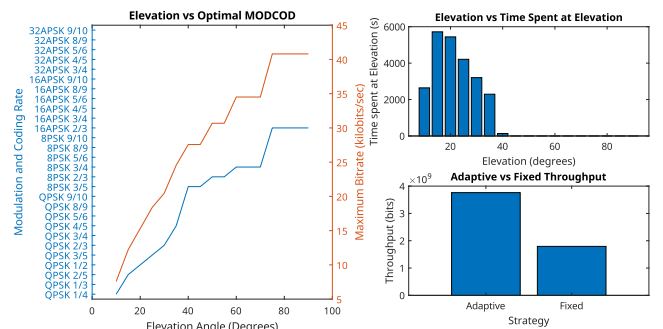 Elevation vs Optimal MODCOD
Modulation and Coding Rate
32APSK 9/10
32APSK 8/9
32APSK 5/6
32APSK 4/5
32APSK 3/4
16APSK 9/10
16APSK 8/9
16APSK 5/6
16APSK 4/5
16APSK 3/4
16APSK 2/3
8PSK 9/10
8PSK 8/9
8PSK 5/6
8PSK 3/4
8PSK 2/3
8PSK 3/5
QPSK 9/10
QPSK 8/9
QPSK 5/6
QPSK 4/5
QPSK 3/4
QPSK 2/3
QPSK 3/5
QPSK 1/2
QPSK 2/5
QPSK 1/3
QPSK 1/4
0 20 40 60 80 100
Elevation Angle (Degrees)
45
40
35
30
25
20
15
10
5
Maximum Bitrate (kilobits/sec)
Elevation vs Time Spent at Elevation
Time spent at Elevation (s)
6000
4000
2000
0
20 40 60 80
Elevation (degrees)
Adaptive vs Fixed Throughput
×10^9
Throughput (bits)
4
3
2
1
0
Adaptive Fixed
Strategy